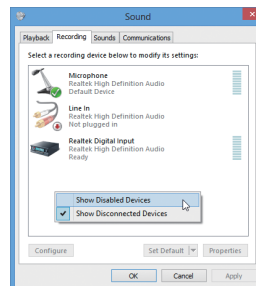 Sound
Playback Recording Sounds Communications
Select a recording device below to modify its settings:
Microphone
Realtek High Definition Audio
Default Device
Line In
Realtek High Definition Audio
Not plugged in
Realtek Digital Input
Realtek High Definition Audio
Ready
Show Disabled Devices
Show Disconnected Devices
Configure Set Default Properties
OK Cancel Apply